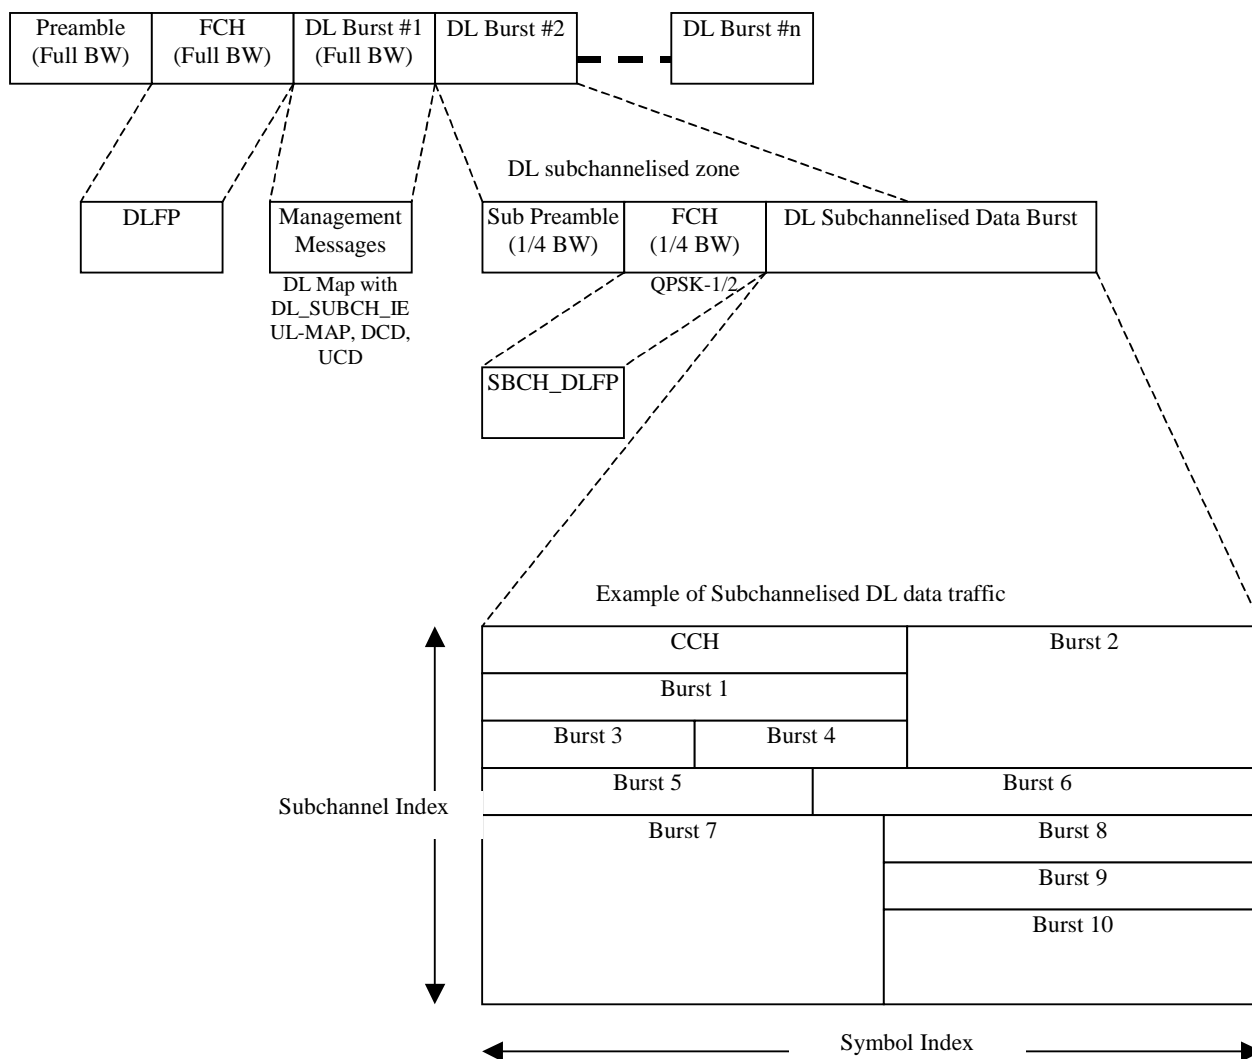 Preamble
(Full BW)
FCH
(Full BW)
DL Burst #1
(Full BW)
DL Burst #2
DL Burst #n
DL subchannelised zone
DLFP
Management
Messages
DL Map with
DL_SUBCH_IE
UL-MAP, DCD,
UCD
Sub Preamble
(1/4 BW)
FCH
(1/4 BW)
QPSK-1/2
DL Subchannelised Data Burst
SBCH_DLFP
Example of Subchannelised DL data traffic
CCH
Burst 2
Burst 1
Burst 3
Burst 4
Burst 5
Burst 6
Subchannel Index
Burst 7
Burst 8
Burst 9
Burst 10
Symbol Index